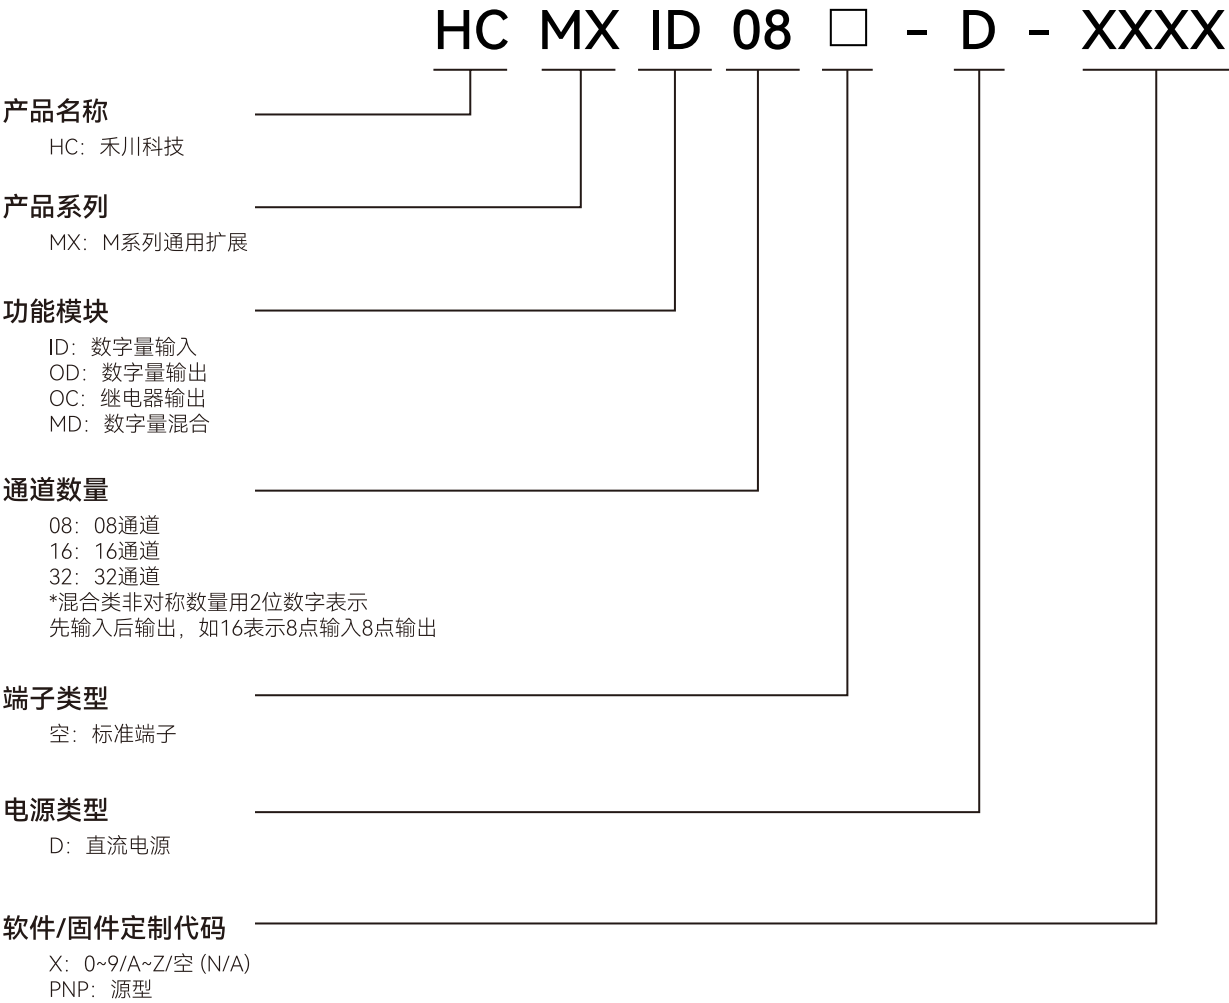 HC MX ID 08 □ - D - XXXX
产品名称
HC：禾川科技
产品系列
MX：M系列通用扩展
功能模块
ID：数字量输入
OD：数字量输出
OC：继电器输出
MD：数字量混合
通道数量
08：08通道
16：16通道
32：32通道
*混合类非对称数量用2位数字表示
先输入后输出，如16表示8点输入8点输出
端子类型
空：标准端子
电源类型
D：直流电源
软件/固件定制代码
X：0~9/A~Z/空 (N/A)
PNP：源型